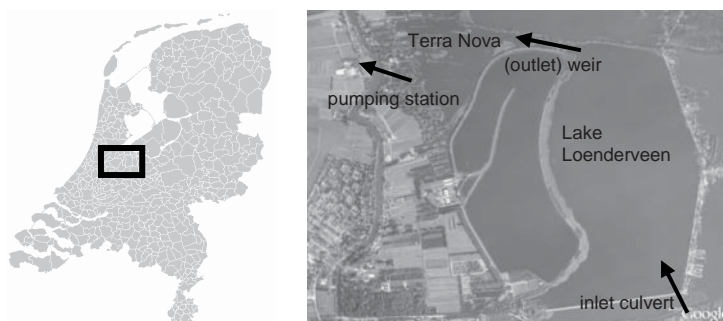 Terra Nova
(outlet) weir
pumping station
Lake
Loenderveen
inlet culvert
Google